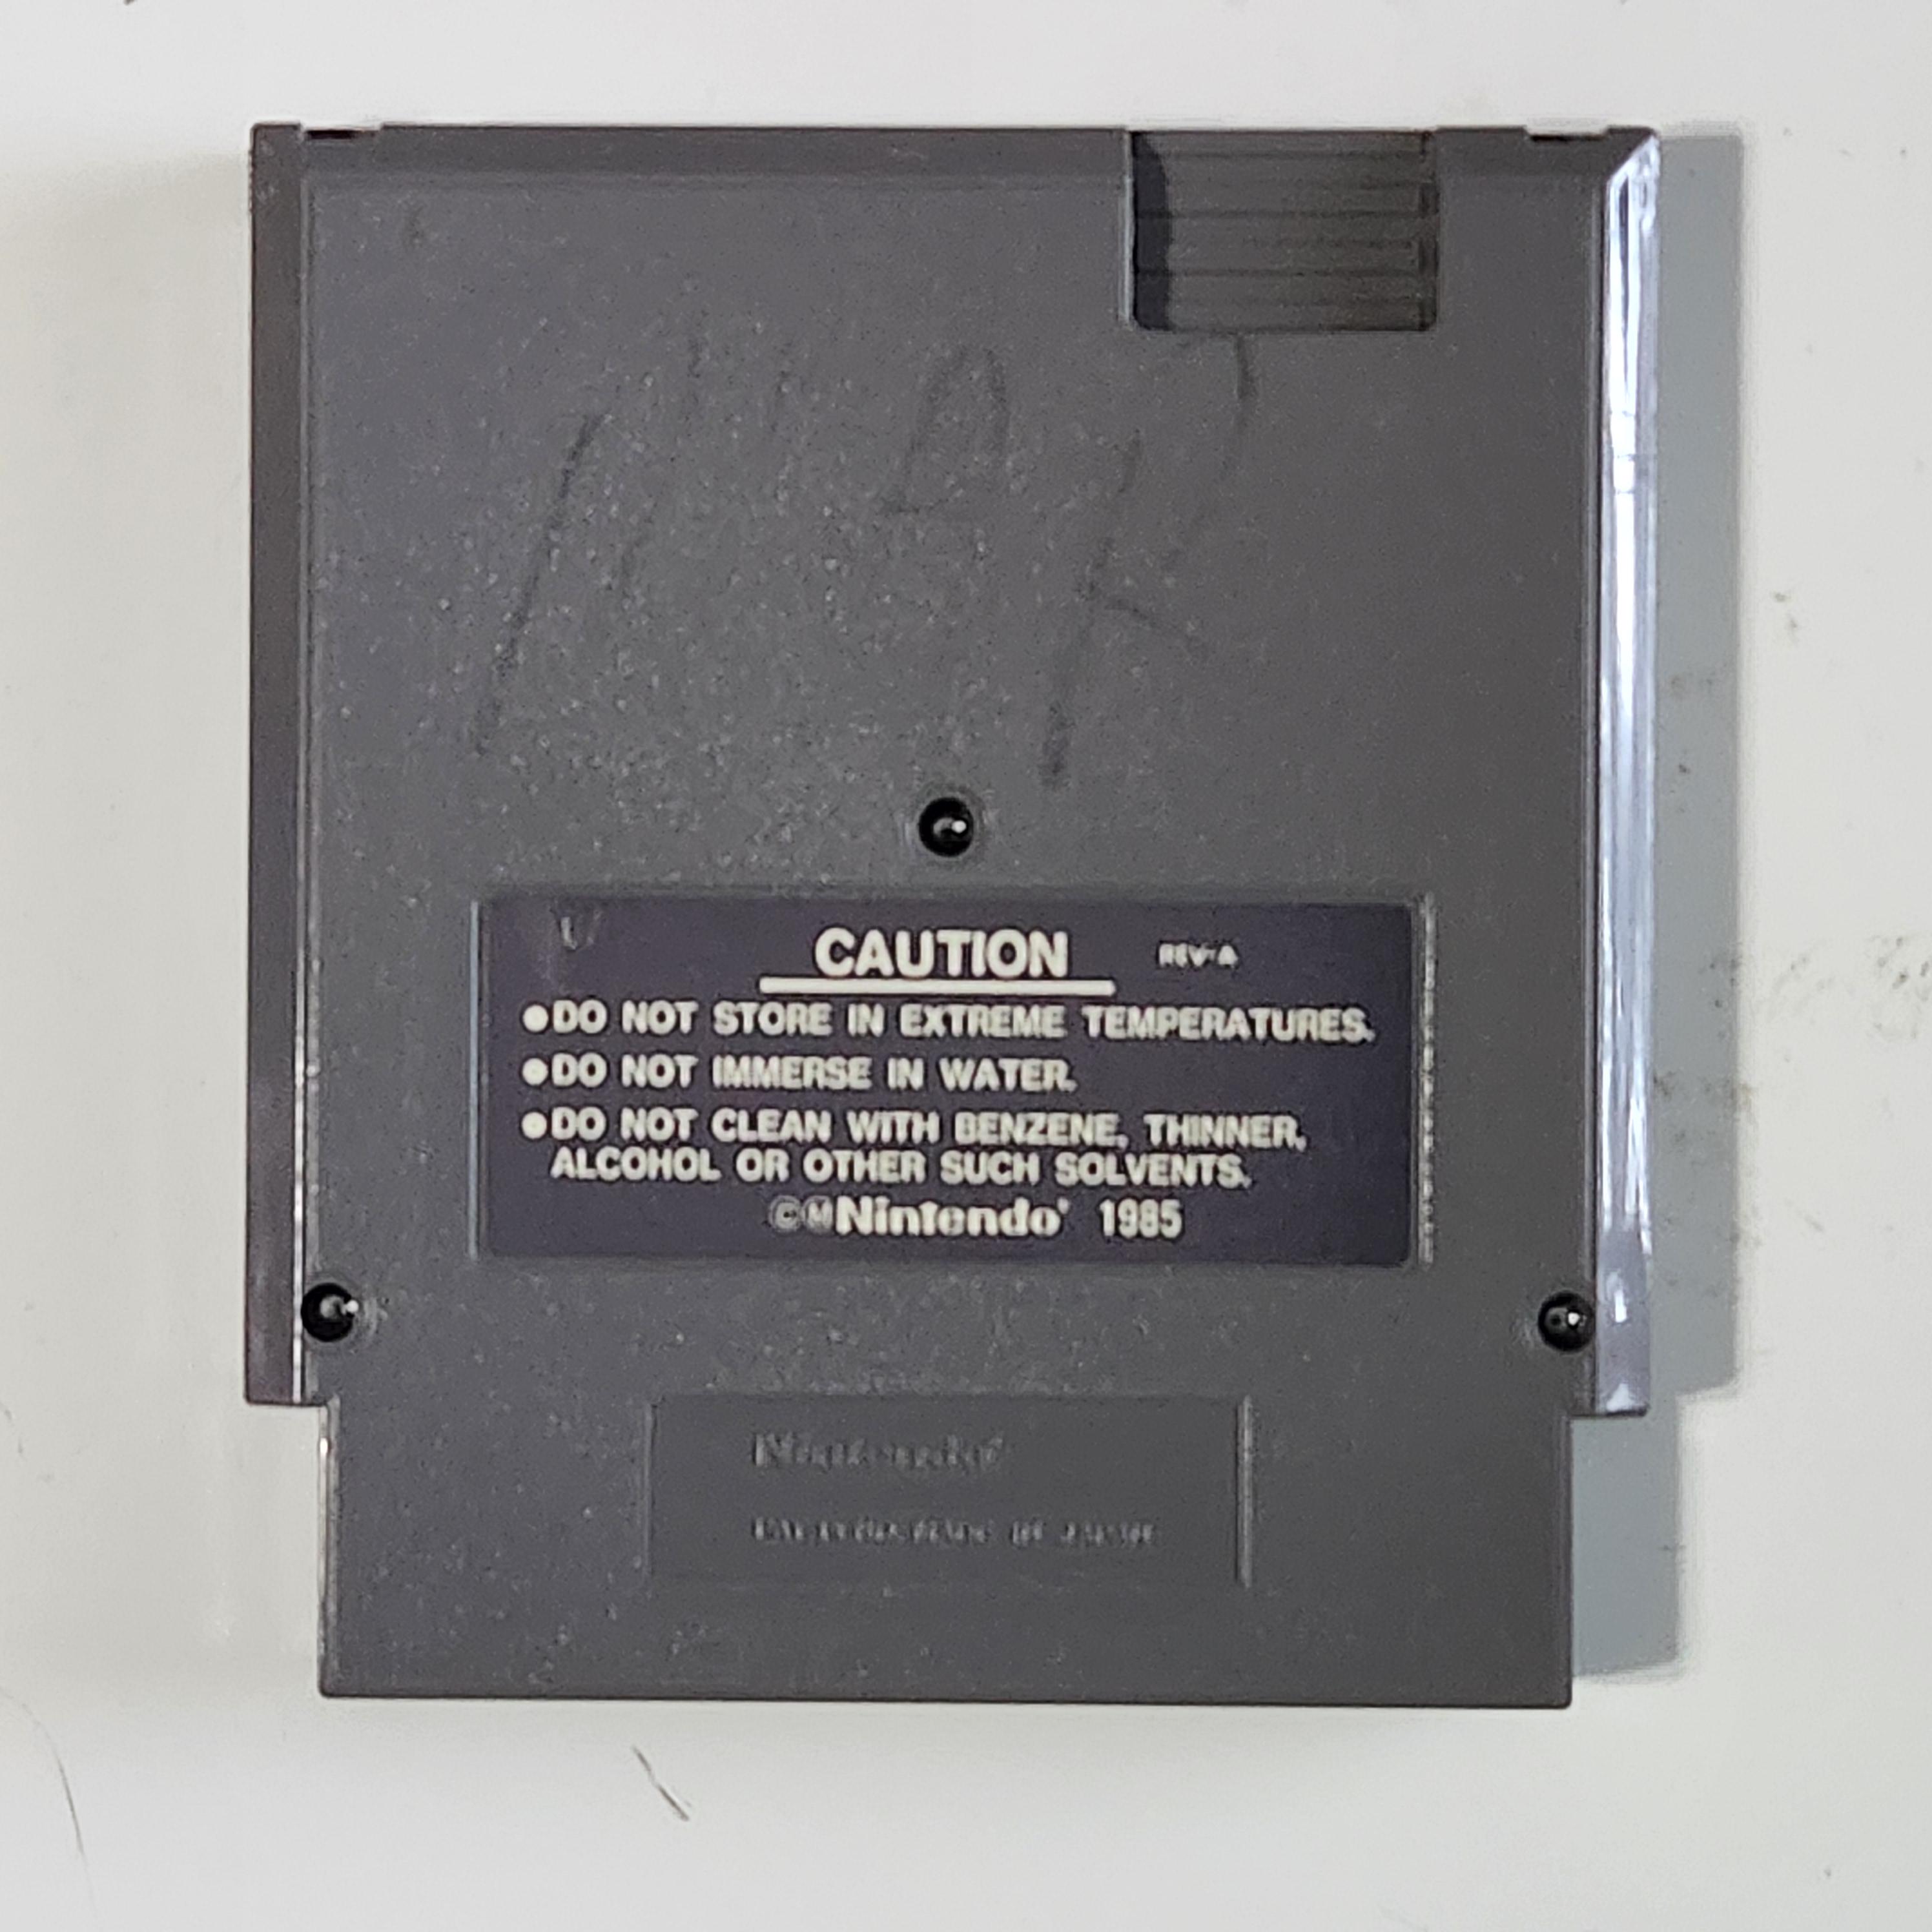 CAUTION REV-A
●DO NOT STORE IN EXTREME TEMPERATURES.
●DO NOT IMMERSE IN WATER.
●DO NOT CLEAN WITH BENZENE, THINNER,
ALCOHOL OR OTHER SUCH SOLVENTS.
©Ⓜ Nintendo® 1985
Nintendo®